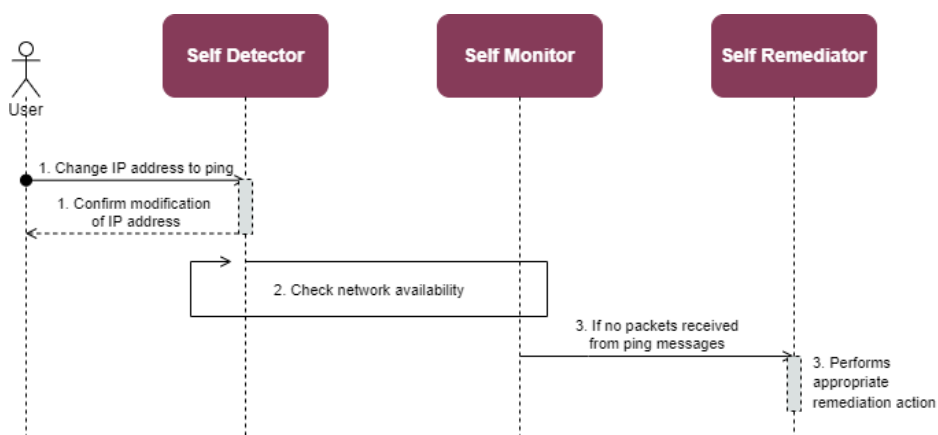 Self Detector
Self Monitor
Self Remediator
User
1. Change IP address to ping
1. Confirm modification
of IP address
2. Check network availability
3. If no packets received
from ping messages
3. Performs
appropriate
remediation action